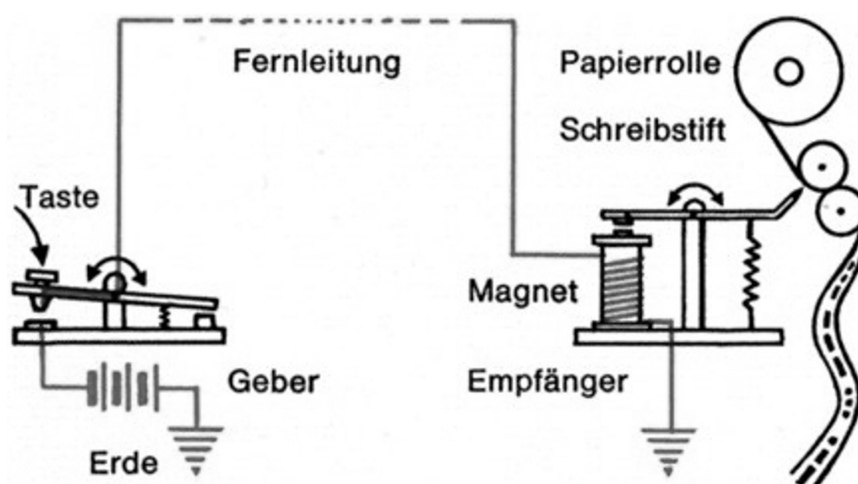 Fernleitung
Papierrolle
Schreibstift
Taste
Magnet
Geber
Empfänger
Erde